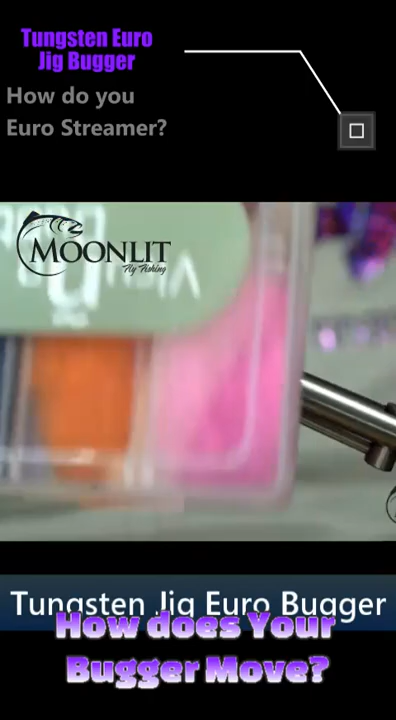 Tungsten Euro
Jig Bugger
How do you
Euro Streamer?
MOONLIT
Fly Fishing
Tungsten Jig Euro Bugger
How does Your
Bugger Move?